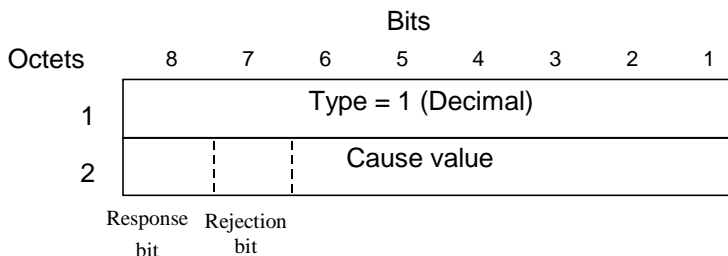 Bits
Octets 8 7 6 5 4 3 2 1
1 Type = 1 (Decimal)
2 Cause value
Response bit
Rejection bit